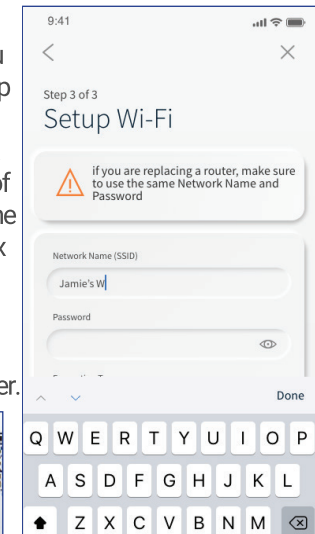 9:41
Step 3 of 3
Setup Wi-Fi
if you are replacing a router, make sure
to use the same Network Name and
Password
Network Name (SSID)
Jamie's W
Password
Done
Q W E R T Y U I O P
A S D F G H J K L
Z X C V B N M